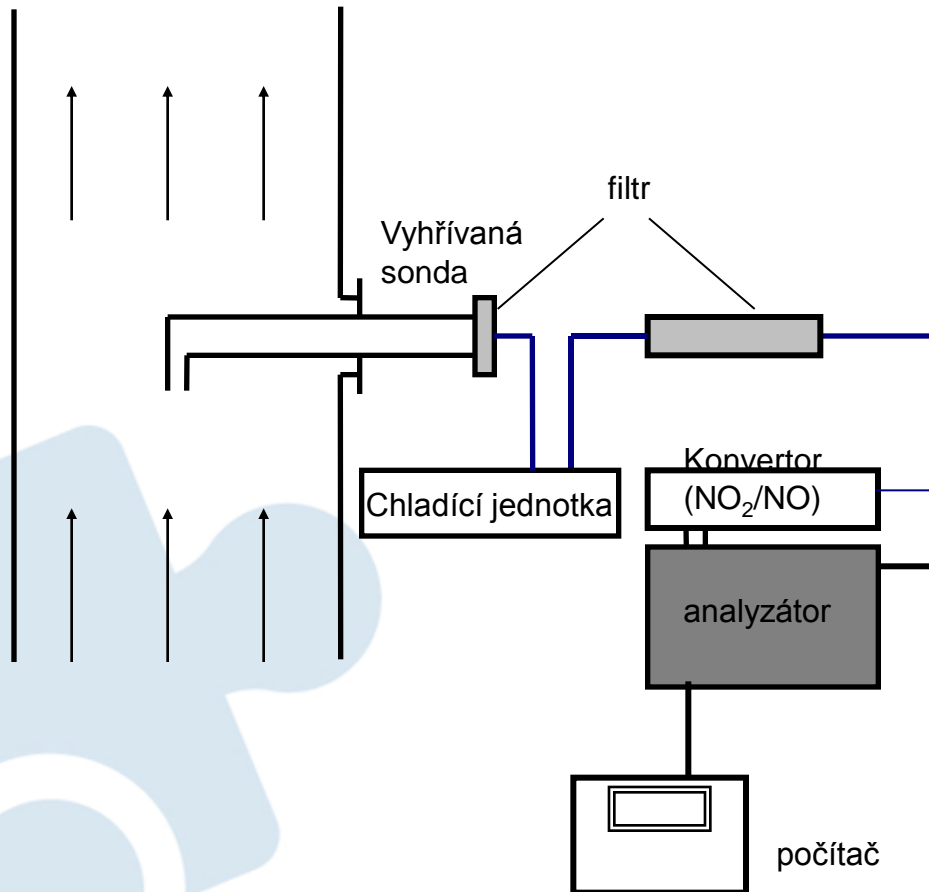 filtr
Vyhřívaná
sonda
Chladící jednotka
Konvertor
(NO₂/NO)
analyzátor
počítač